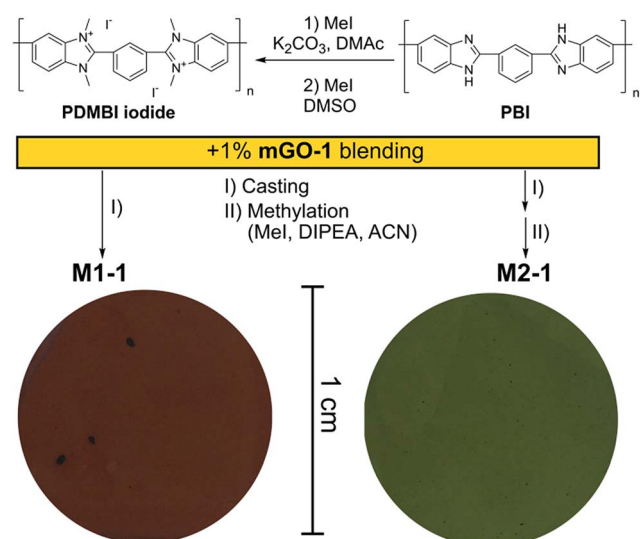 I⁻
N⁺
N
N
N⁺
I⁻
n
PDMBI iodide
1) MeI
K₂CO₃, DMAc
2) MeI
DMSO
H
N
N
N
H
N
n
PBI
+1% mGO-1 blending
I)
I) Casting
II) Methylation
(MeI, DIPEA, ACN)
I)
II)
M1-1
M2-1
1 cm